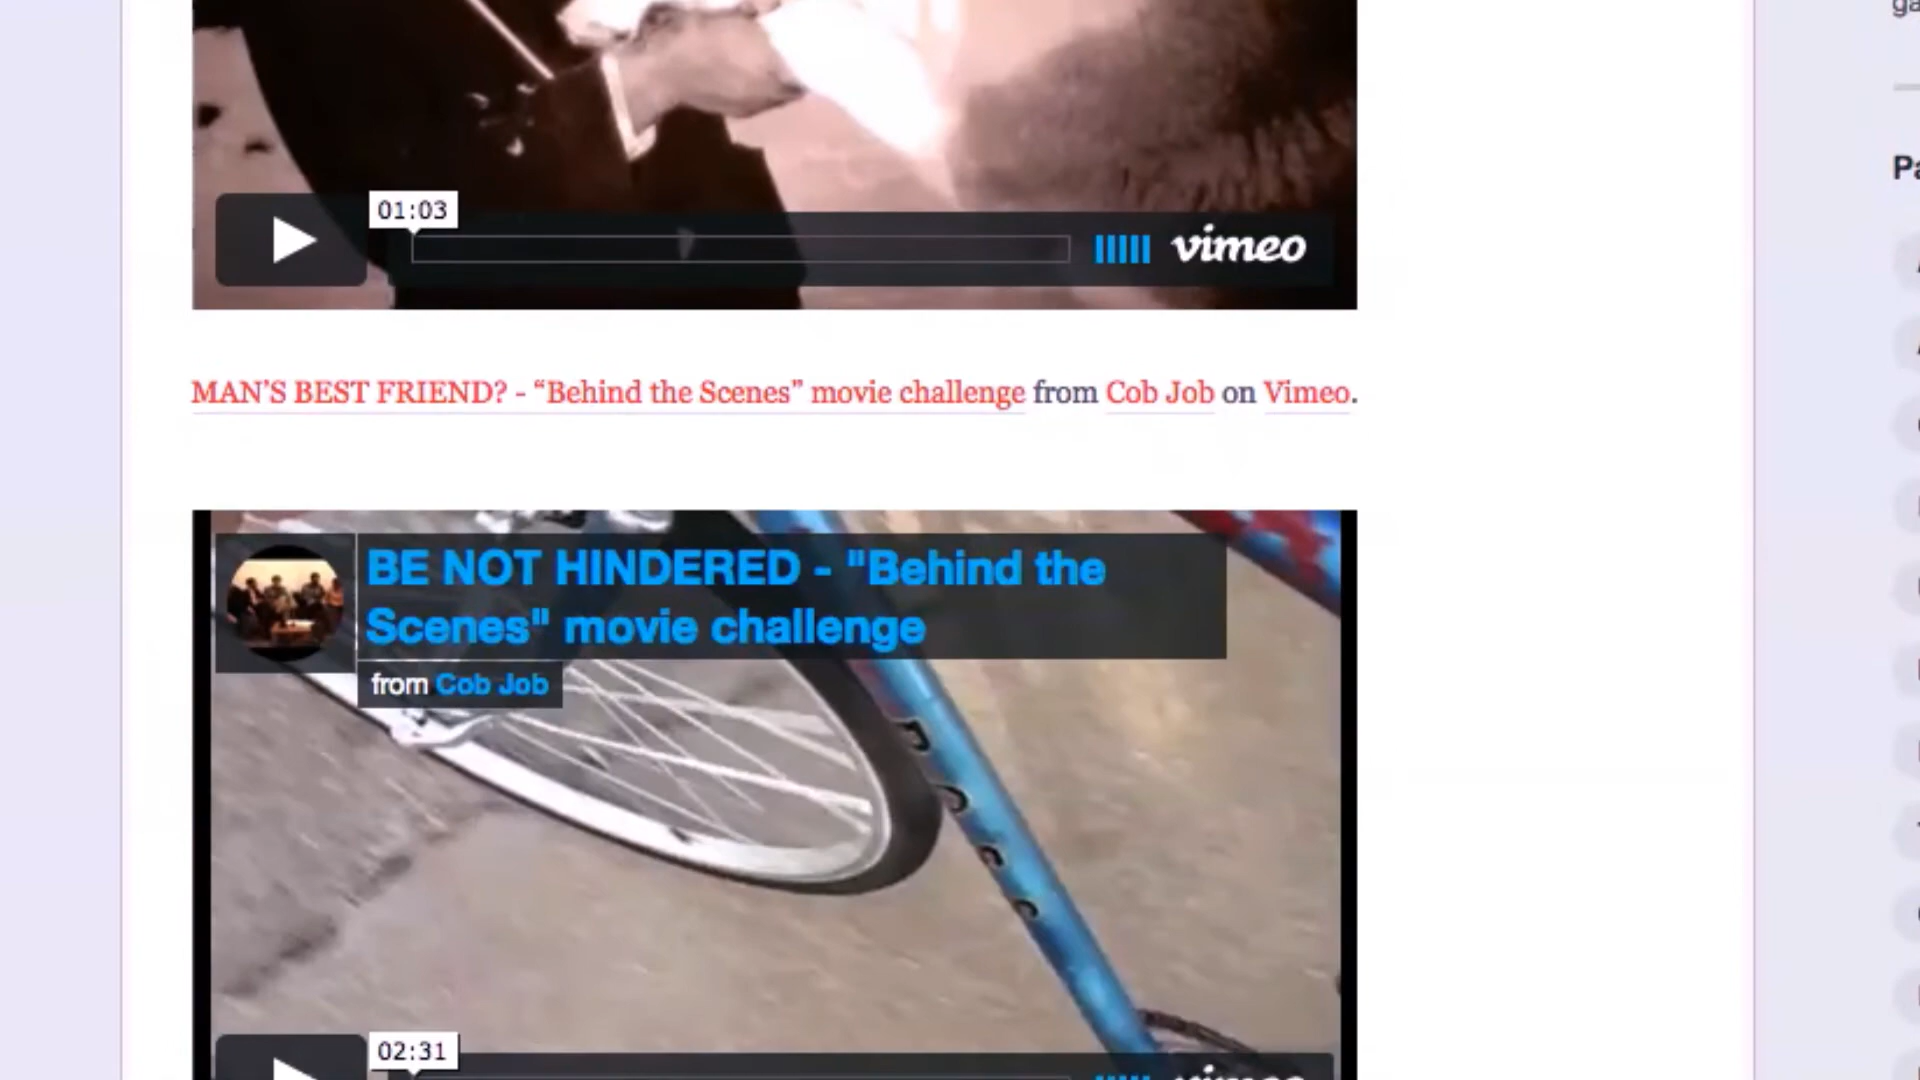 01:03
vimeo
MAN’S BEST FRIEND? - “Behind the Scenes” movie challenge from Cob Job on Vimeo.
BE NOT HINDERED - "Behind the
Scenes" movie challenge
from Cob Job
02:31
vimeo